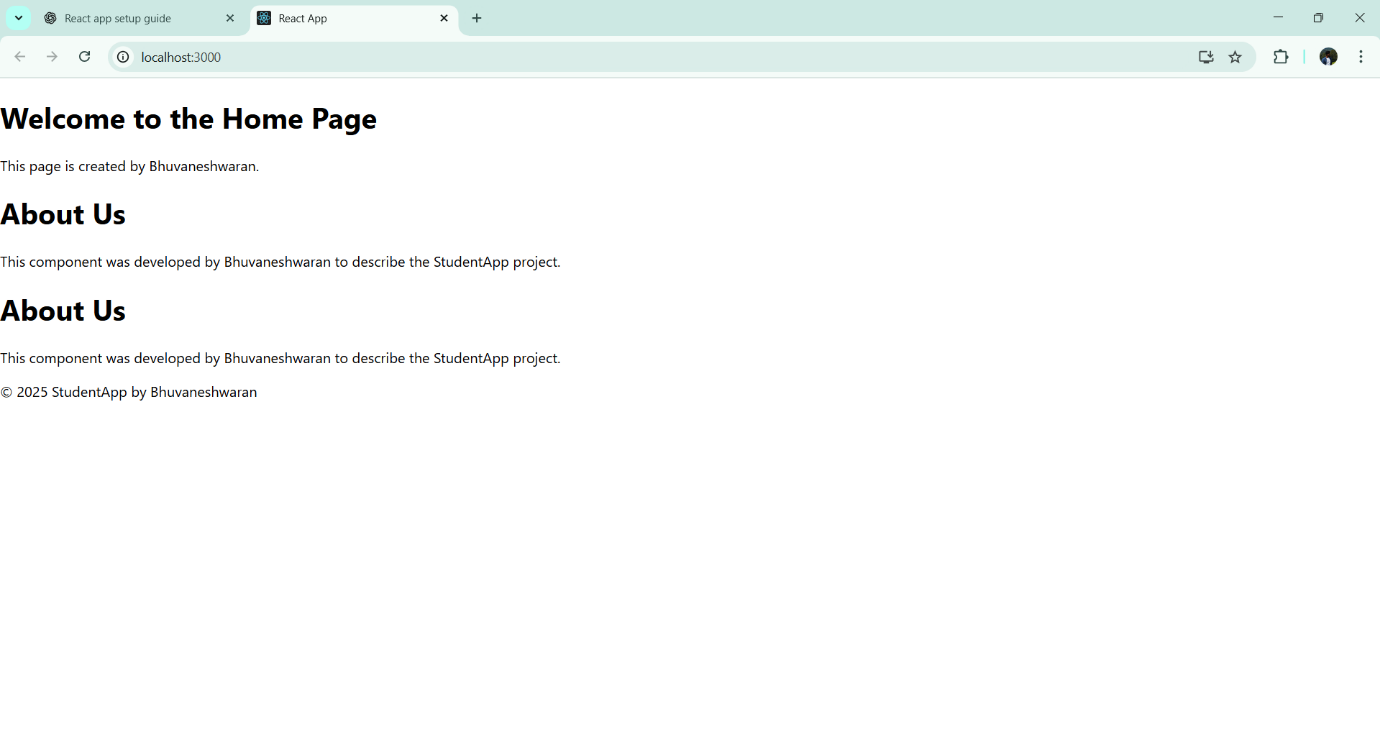 React app setup guide
React App
localhost:3000
Welcome to the Home Page
This page is created by Bhuvaneshwaran.
About Us
This component was developed by Bhuvaneshwaran to describe the StudentApp project.
About Us
This component was developed by Bhuvaneshwaran to describe the StudentApp project.
© 2025 StudentApp by Bhuvaneshwaran